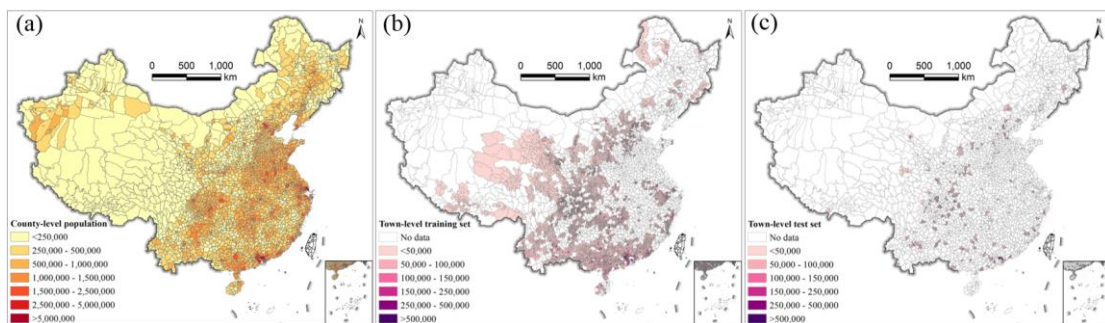 (a)
N
0 500 1,000
km
County-level population
<250,000
250,000 - 500,000
500,000 - 1,000,000
1,000,000 - 1,500,000
1,500,000 - 2,500,000
2,500,000 - 5,000,000
>5,000,000
(b)
N
0 500 1,000
km
Town-level training set
No data
<50,000
50,000 - 100,000
100,000 - 150,000
150,000 - 250,000
250,000 - 500,000
>500,000
(c)
N
0 500 1,000
km
Town-level test set
No data
<50,000
50,000 - 100,000
100,000 - 150,000
150,000 - 250,000
250,000 - 500,000
>500,000